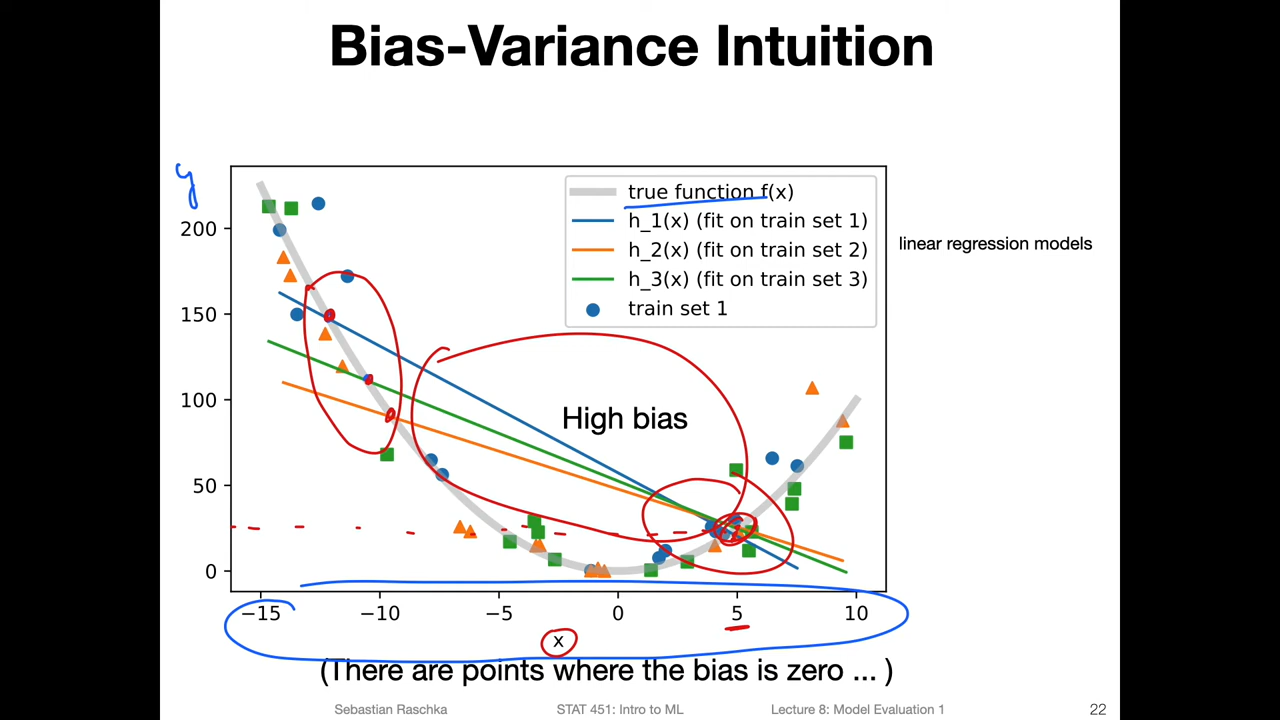 Bias-Variance Intuition
y
true function f(x)
h_1(x) (fit on train set 1)
h_2(x) (fit on train set 2)
h_3(x) (fit on train set 3)
train set 1
linear regression models
High bias
200
150
100
50
0
−15 −10 −5 0 5 10
x
(There are points where the bias is zero ... )
Sebastian Raschka STAT 451: Intro to ML Lecture 8: Model Evaluation 1 22